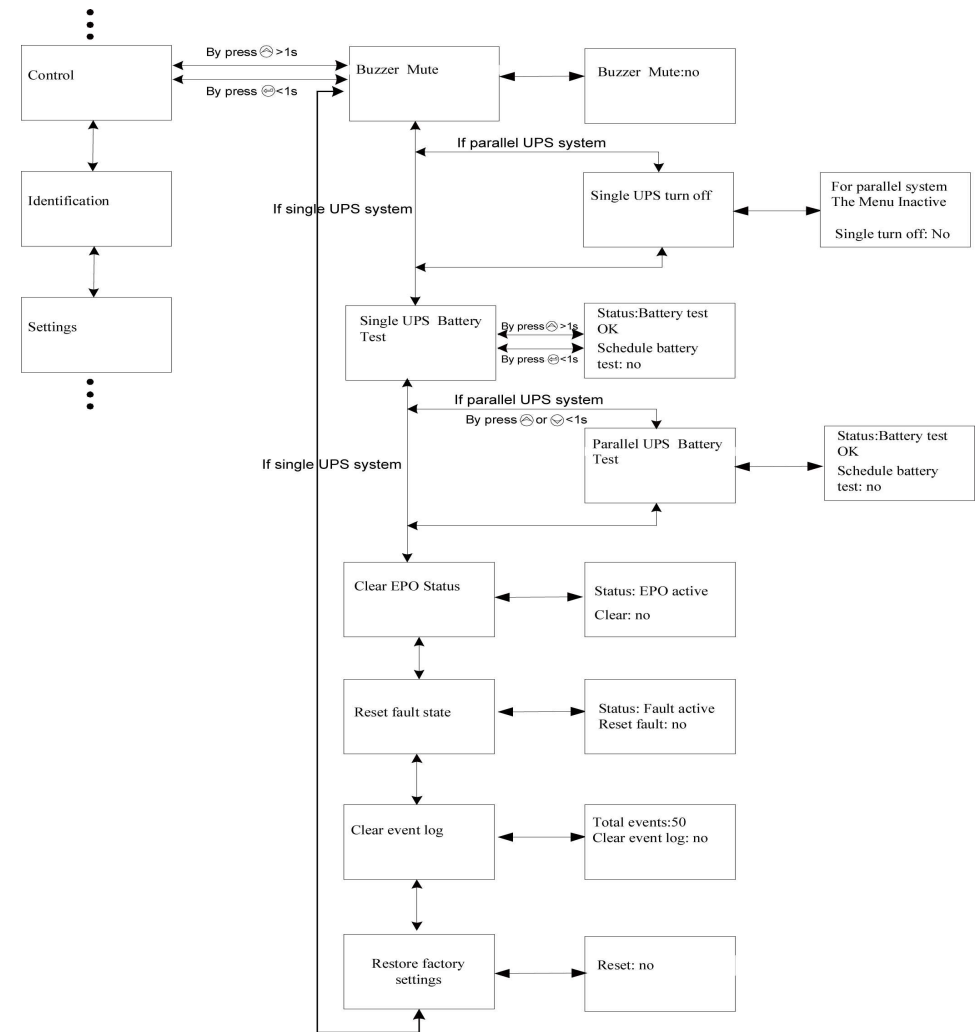 By press >1s
By press <1s
Control
Buzzer Mute
Buzzer Mute:no
If parallel UPS system
Identification
If single UPS system
Single UPS turn off
For parallel system
The Menu Inactive
Single turn off: No
Settings
Single UPS Battery
Test
By press >1s
By press <1s
Status:Battery test
OK
Schedule battery
test: no
If parallel UPS system
By press or <1s
If single UPS system
Parallel UPS Battery
Test
Status:Battery test
OK
Schedule battery
test: no
Clear EPO Status
Status: EPO active
Clear: no
Reset fault state
Status: Fault active
Reset fault: no
Clear event log
Total events:50
Clear event log: no
Restore factory
settings
Reset: no